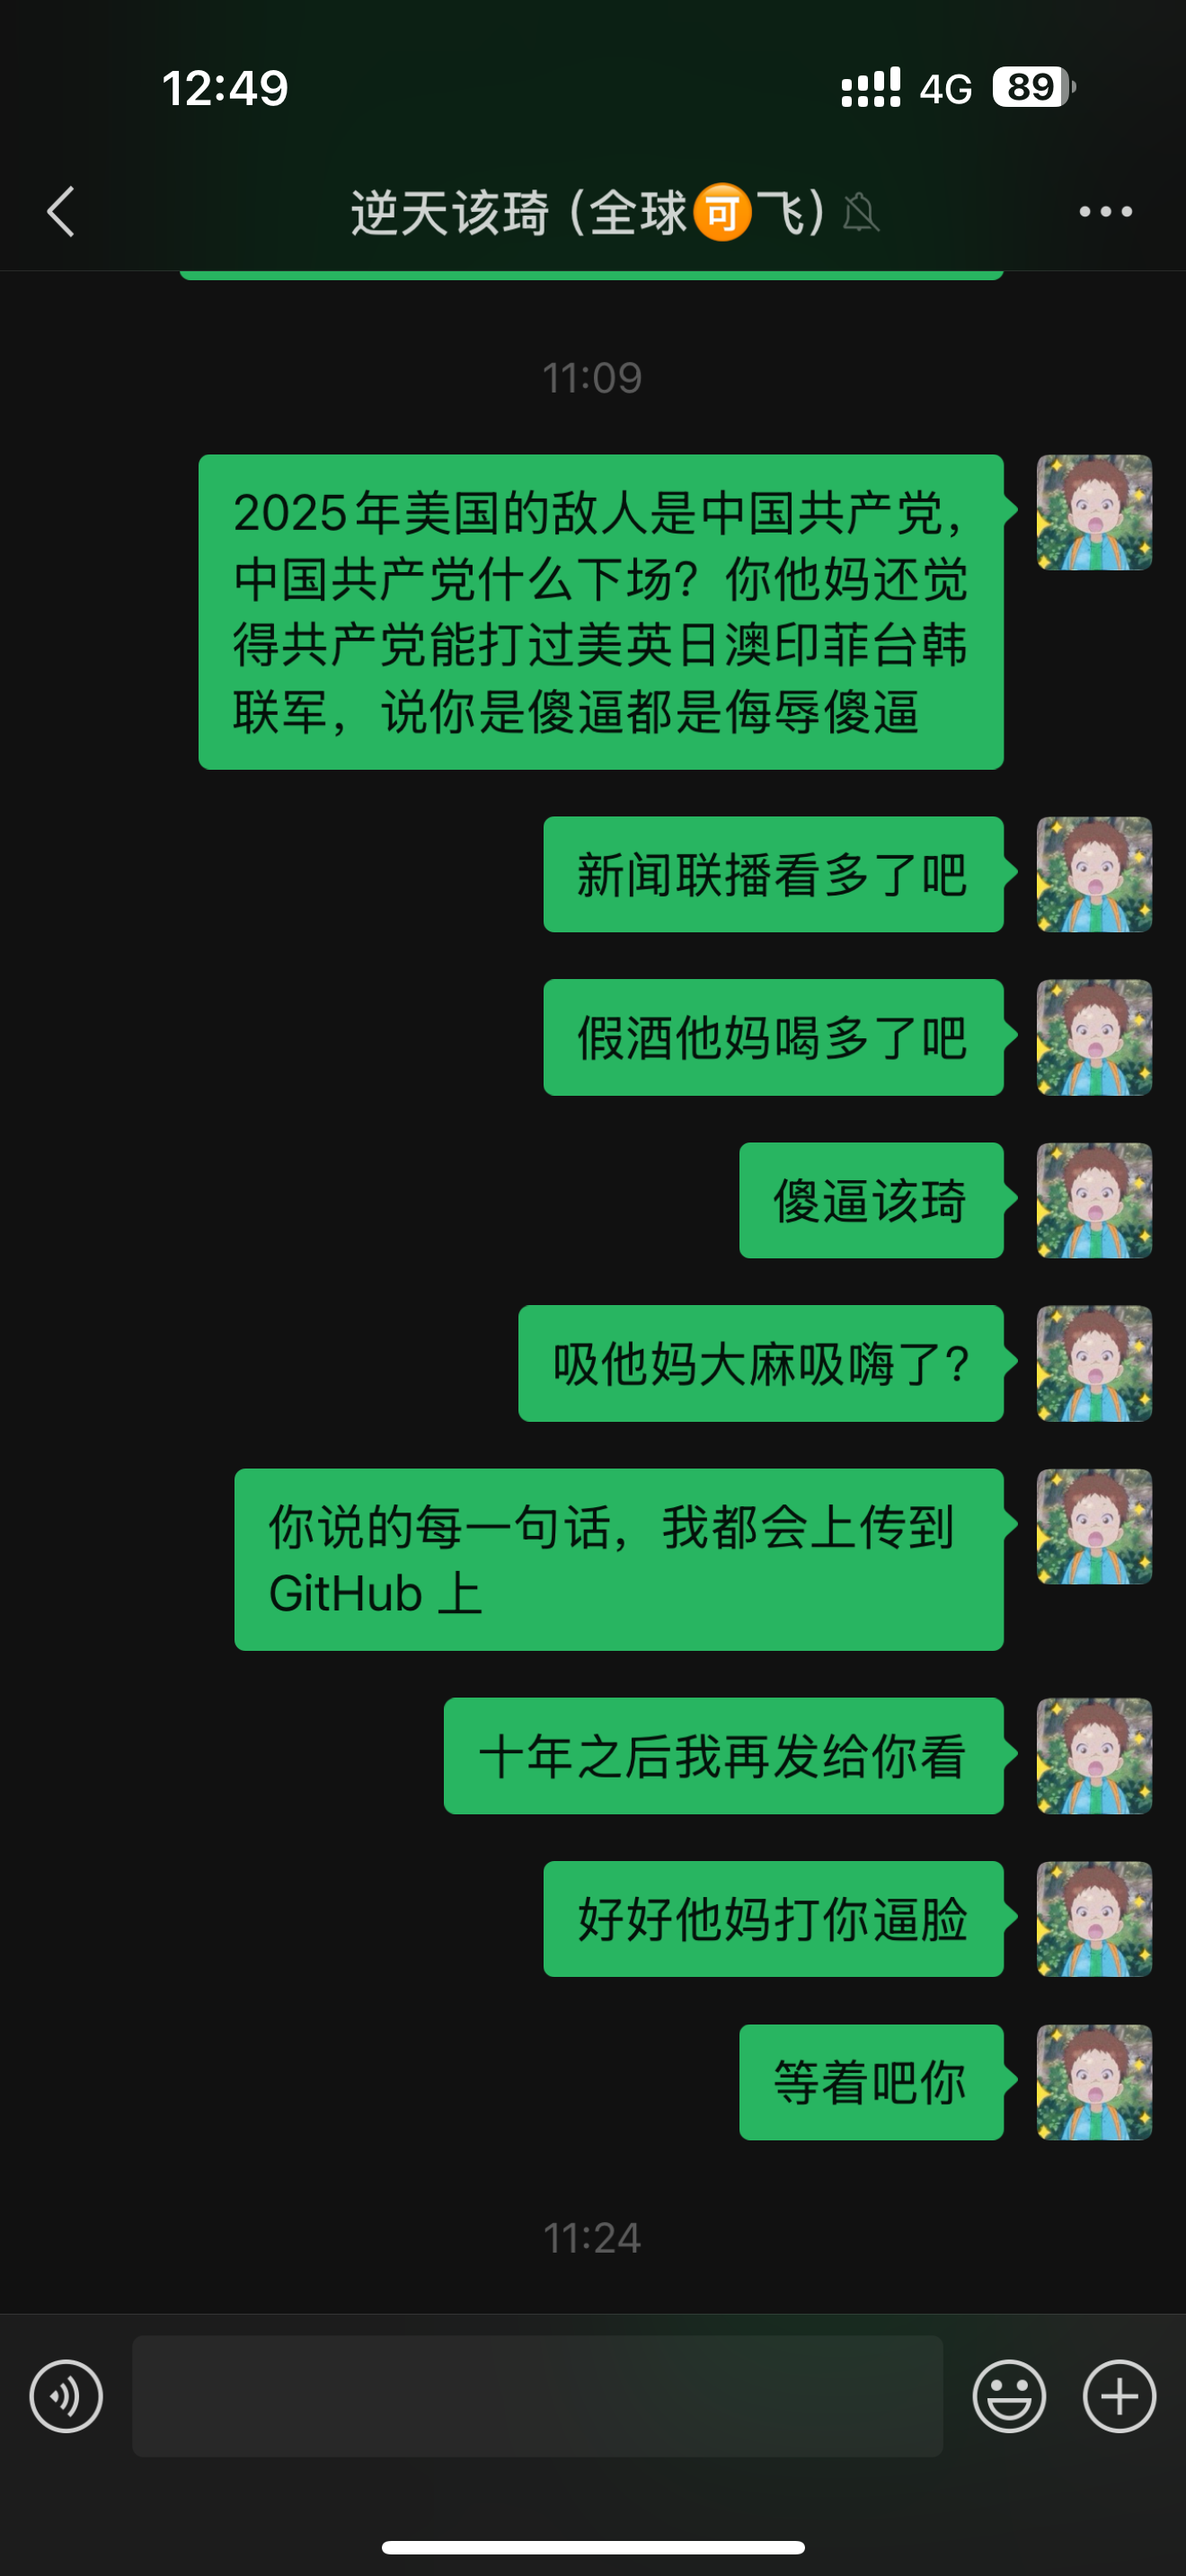 12:49
4G 89
逆天该琦 (全球🉑飞)
11:09
2025年美国的敌人是中国共产党，
中国共产党什么下场？你他妈还觉
得共产党能打过美英日澳印菲台韩
联军，说你是傻逼都是侮辱傻逼
新闻联播看多了吧
假酒他妈喝多了吧
傻逼该琦
吸他妈大麻吸嗨了?
你说的每一句话，我都会上传到
GitHub 上
十年之后我再发给你看
好好他妈打你逼脸
等着吧你
11:24